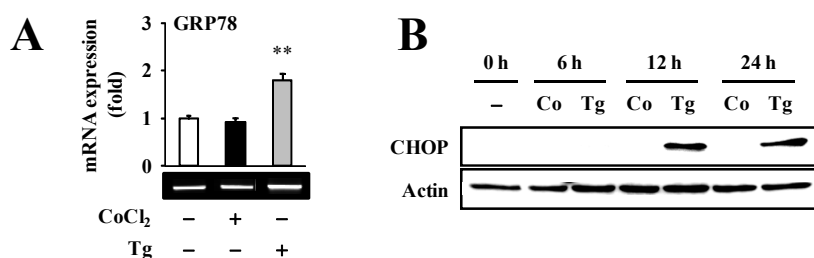 A
GRP78
mRNA expression
(fold)
3
2
1
0
**
CoCl₂ – + –
Tg – – +
B
0 h 6 h 12 h 24 h
– Co Tg Co Tg Co Tg
CHOP
Actin